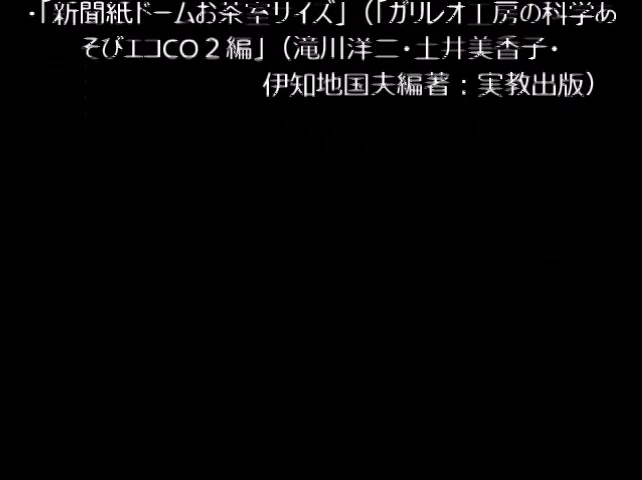 ・「新聞紙ドームお茶室サイズ」（「ガリレオ工房の科学あ
そびエコCO２編」（滝川洋二・土井美香子・
伊知地国夫編著：実教出版）